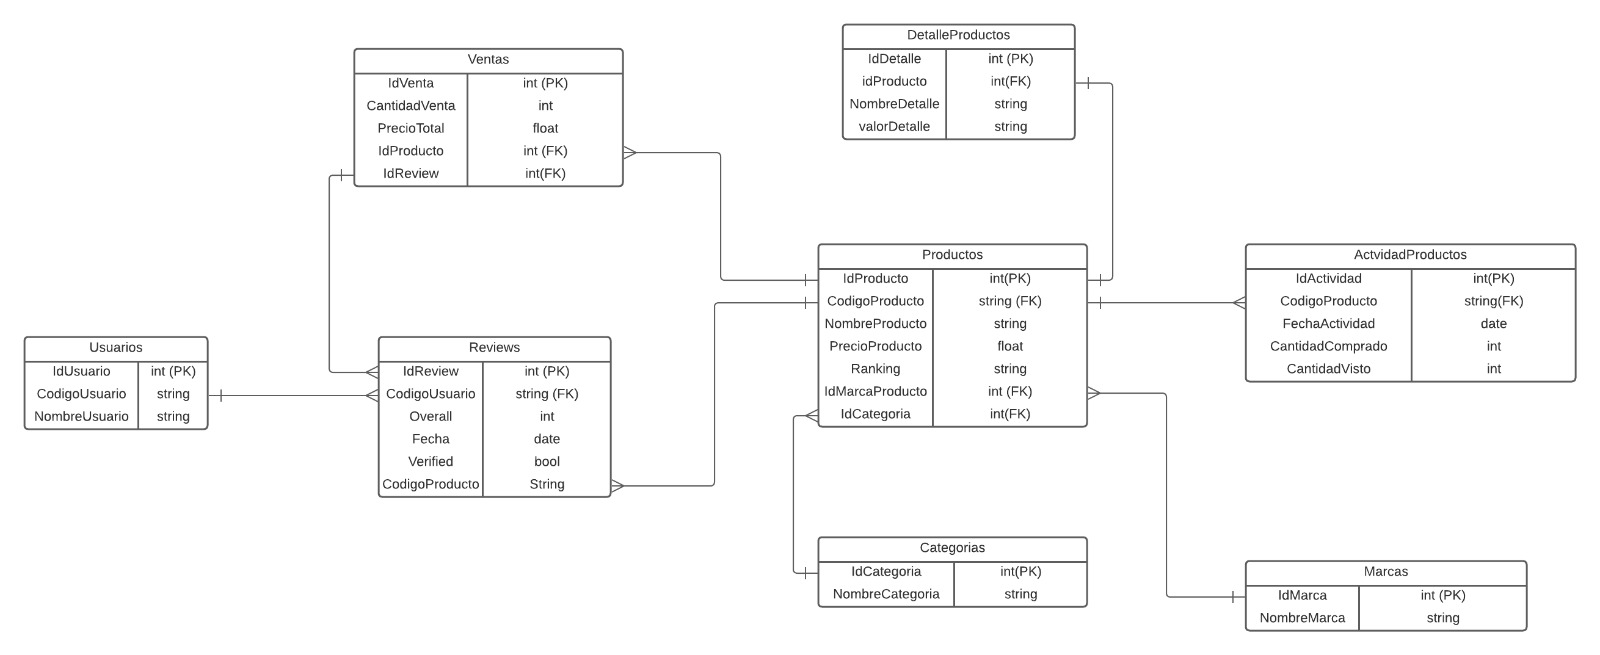 DetalleProductos
IdDetalle int (PK)
idProducto int(FK)
NombreDetalle string
valorDetalle string
Ventas
IdVenta int (PK)
CantidadVenta int
PrecioTotal float
IdProducto int (FK)
IdReview int(FK)
Productos
IdProducto int(PK)
CodigoProducto string (FK)
NombreProducto string
PrecioProducto float
Ranking string
IdMarcaProducto int (FK)
IdCategoria int(FK)
ActvidadProductos
IdActividad int(PK)
CodigoProducto string(FK)
FechaActividad date
CantidadComprado int
CantidadVisto int
Usuarios
IdUsuario int (PK)
CodigoUsuario string
NombreUsuario string
Reviews
IdReview int (PK)
CodigoUsuario string (FK)
Overall int
Fecha date
Verified bool
CodigoProducto String
Categorias
IdCategoria int(PK)
NombreCategoria string
Marcas
IdMarca int (PK)
NombreMarca string